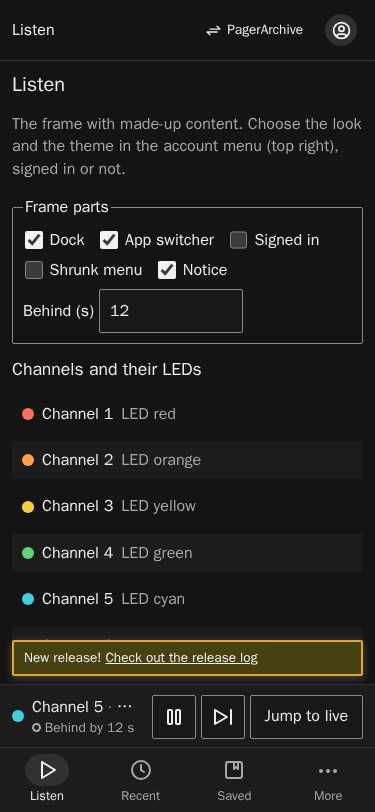 Listen
PagerArchive
Listen
The frame with made-up content. Choose the look
and the theme in the account menu (top right),
signed in or not.
Frame parts
Dock
App switcher
Signed in
Shrunk menu
Notice
Behind (s)
12
Channels and their LEDs
Channel 1 LED red
Channel 2 LED orange
Channel 3 LED yellow
Channel 4 LED green
Channel 5 LED cyan
New release! Check out the release log
Channel 5 · ···
Behind by 12 s
Jump to live
Listen
Recent
Saved
More